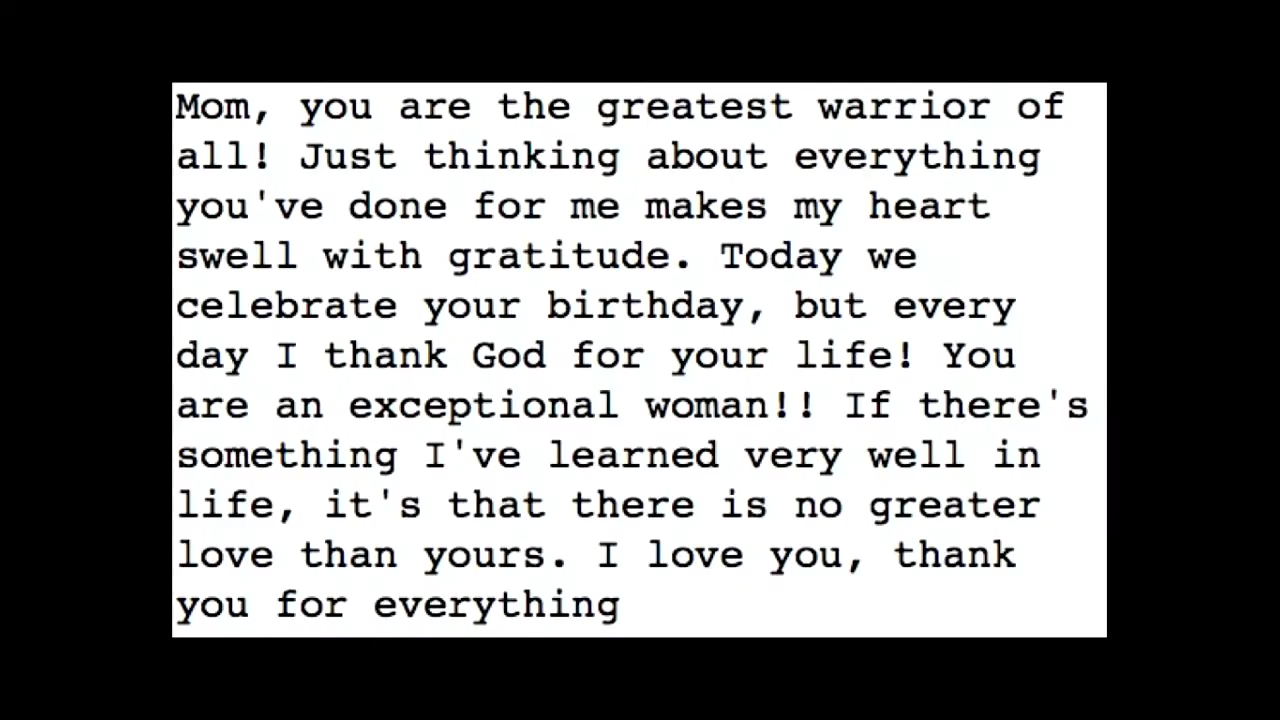 Mom, you are the greatest warrior of
all! Just thinking about everything
you've done for me makes my heart
swell with gratitude. Today we
celebrate your birthday, but every
day I thank God for your life! You
are an exceptional woman!! If there's
something I've learned very well in
life, it's that there is no greater
love than yours. I love you, thank
you for everything